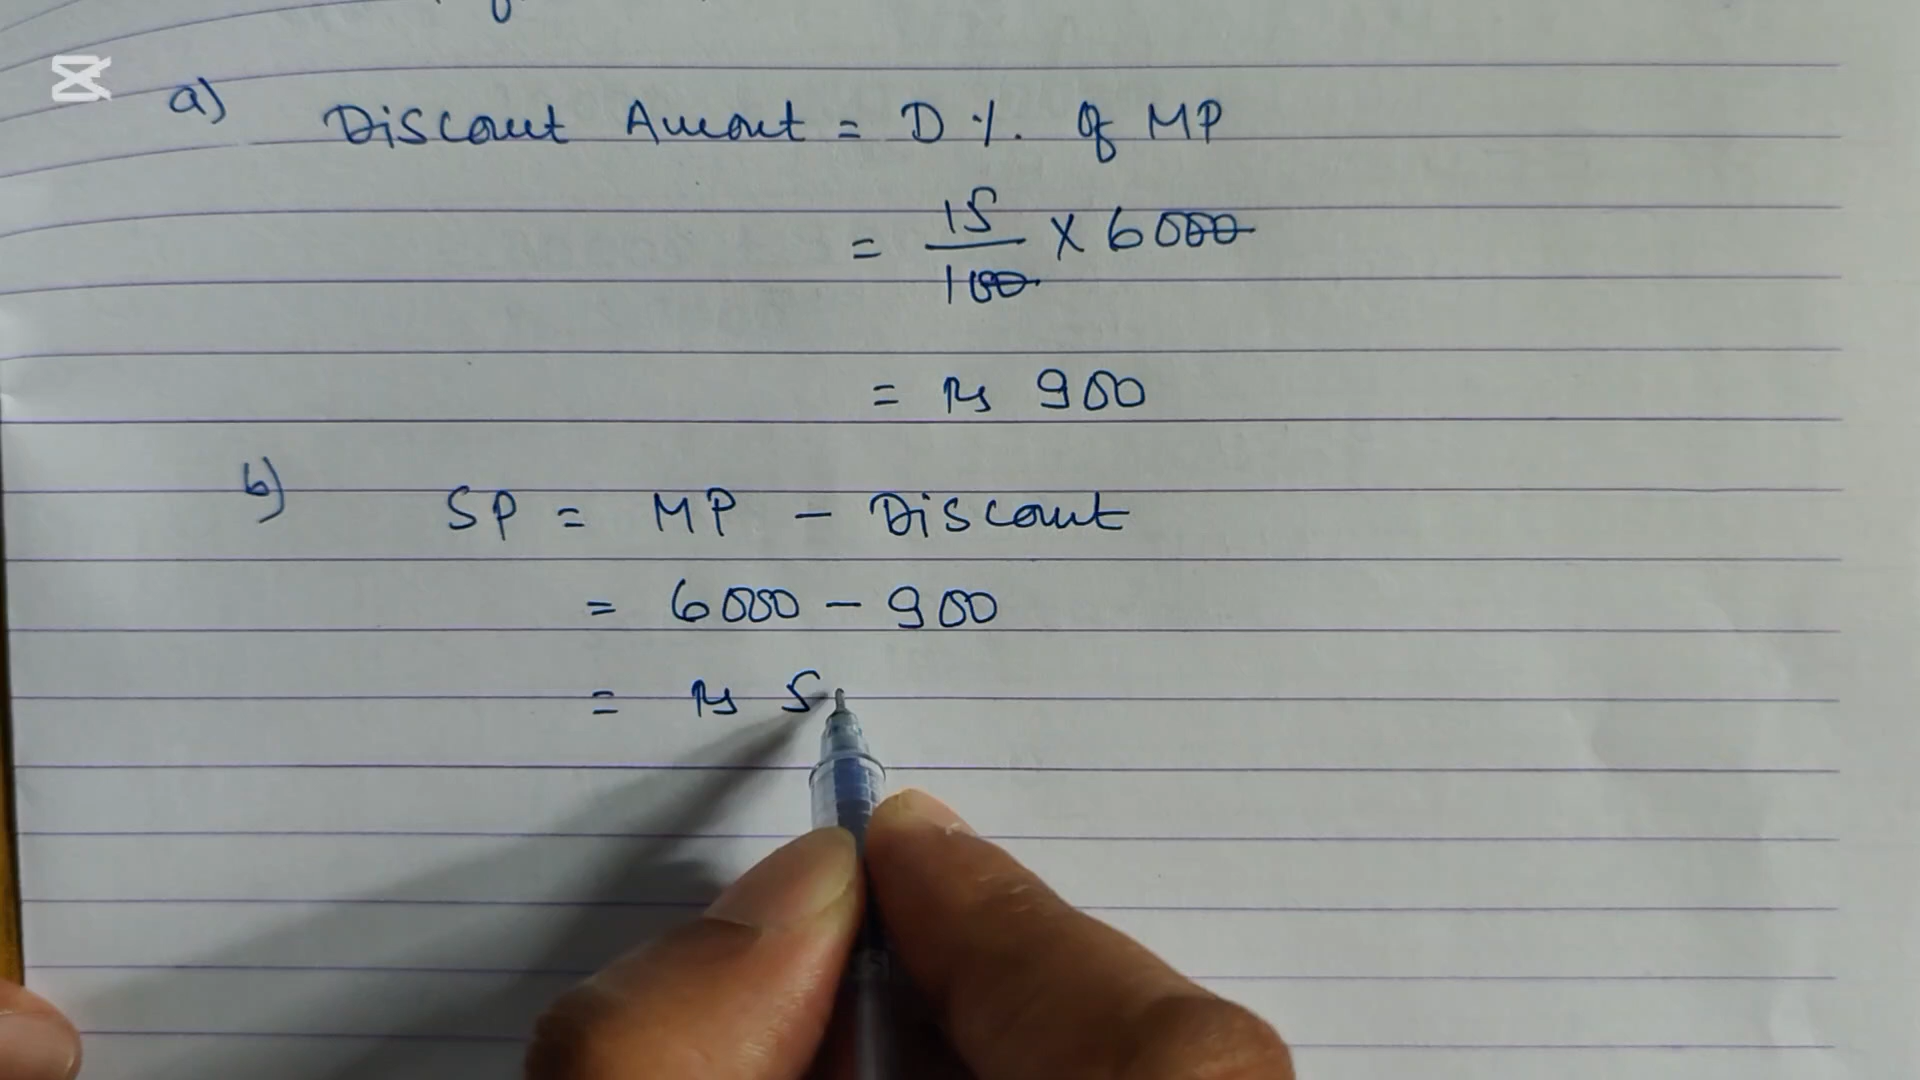 a) Discount Amount = D %. of MP
= 15/100 × 6000
= Rs 900
b) SP = MP - Discount
= 6000 - 900
= Rs 5